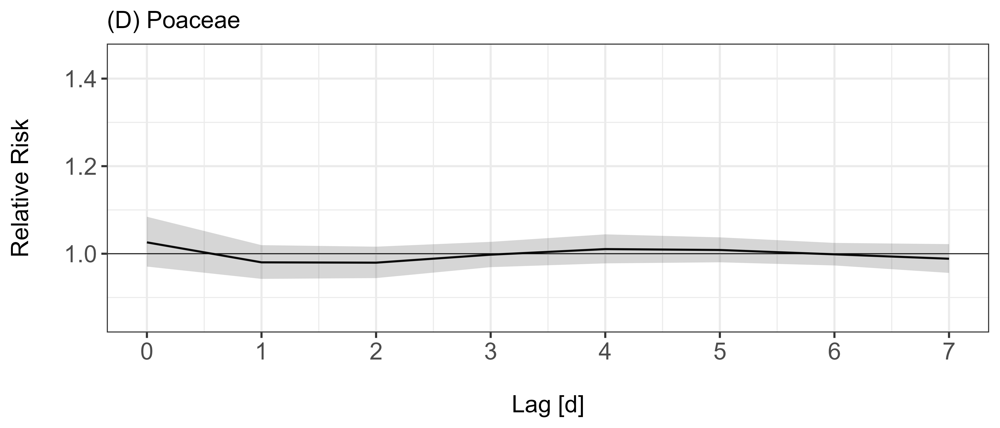 (D) Poaceae
Relative Risk
1.4
1.2
1.0
0 1 2 3 4 5 6 7
Lag [d]